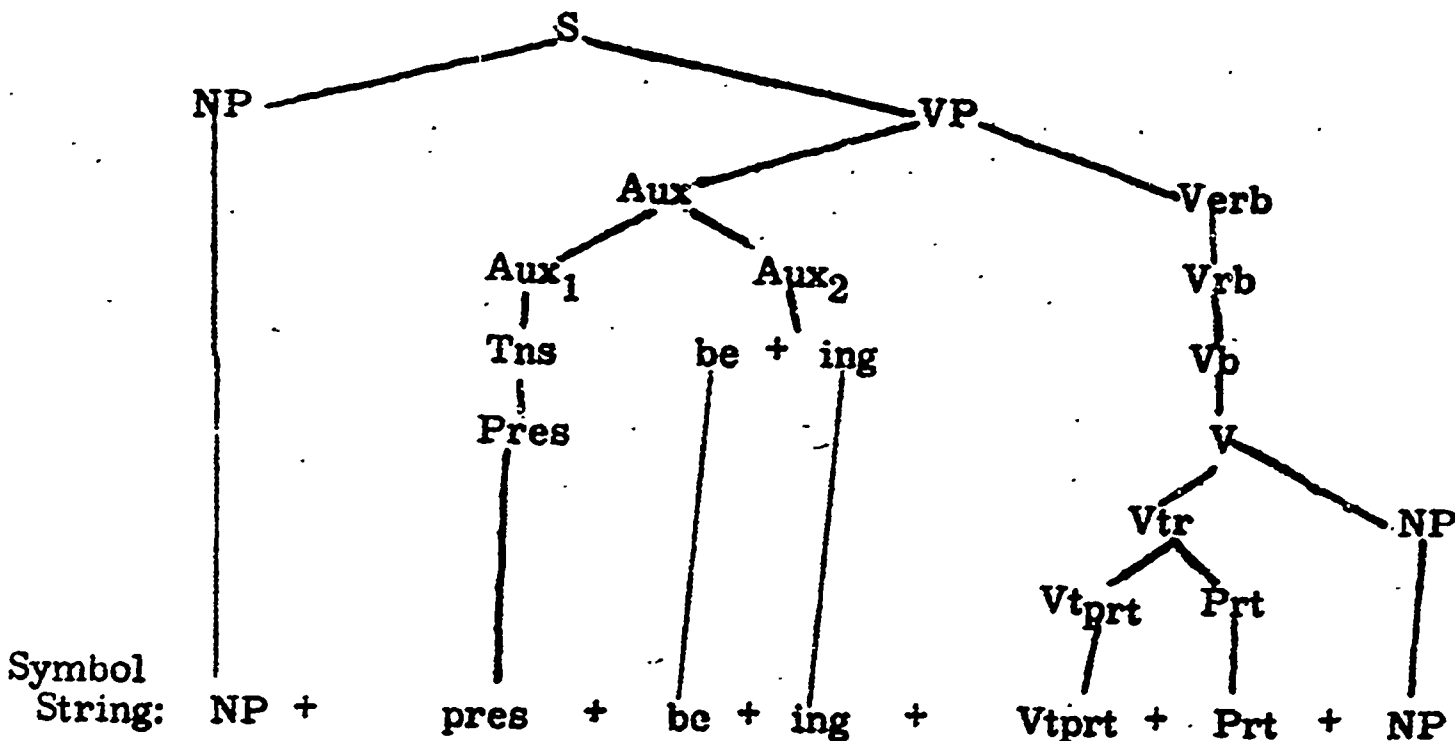 S
NP VP
Aux Verb
Aux1 Aux2 Vrb
Tns be + ing Vb
Pres V
Vtr NP
Vtprt Prt
Symbol
String: NP + pres + be + ing + Vtprt + Prt + NP